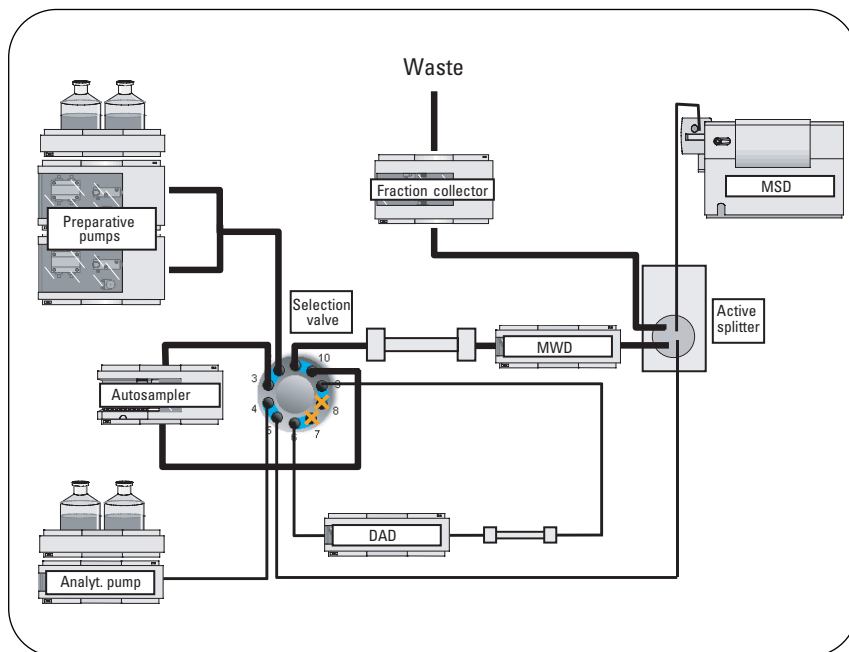 Waste
Fraction collector
MSD
Preparative
pumps
Selection
valve
Active
splitter
MWD
10
3
9
Autosampler
4
8
5
6
7
DAD
Analyt. pump